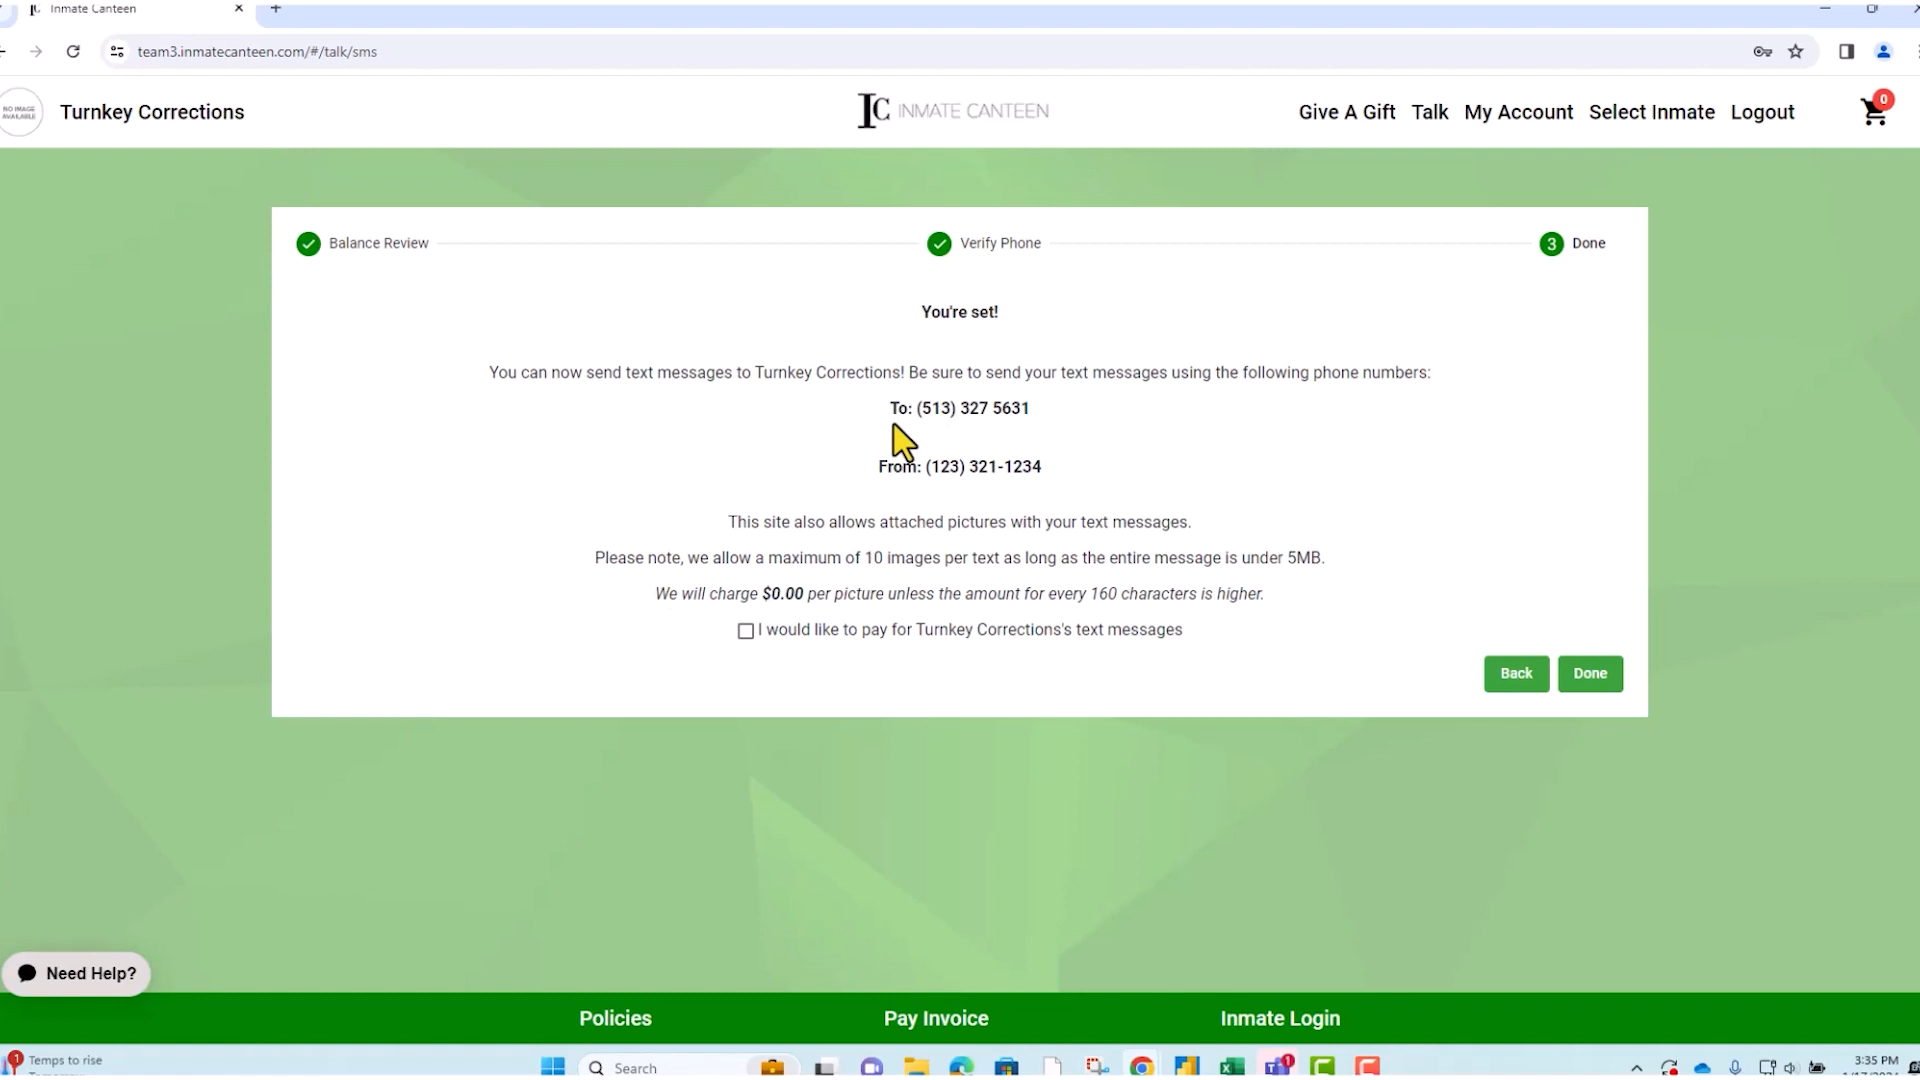 Inmate Canteen
team3.inmatecanteen.com/#/talk/sms
NO IMAGE
AVAILABLE
Turnkey Corrections
IC INMATE CANTEEN
Give A Gift Talk My Account Select Inmate Logout
0
Balance Review
Verify Phone
3 Done
You're set!
You can now send text messages to Turnkey Corrections! Be sure to send your text messages using the following phone numbers:
To: (513) 327 5631
From: (123) 321-1234
This site also allows attached pictures with your text messages.
Please note, we allow a maximum of 10 images per text as long as the entire message is under 5MB.
We will charge $0.00 per picture unless the amount for every 160 characters is higher.
I would like to pay for Turnkey Corrections's text messages
Back Done
Need Help?
Policies Pay Invoice Inmate Login
1
Temps to rise
Search
1
3:35 PM